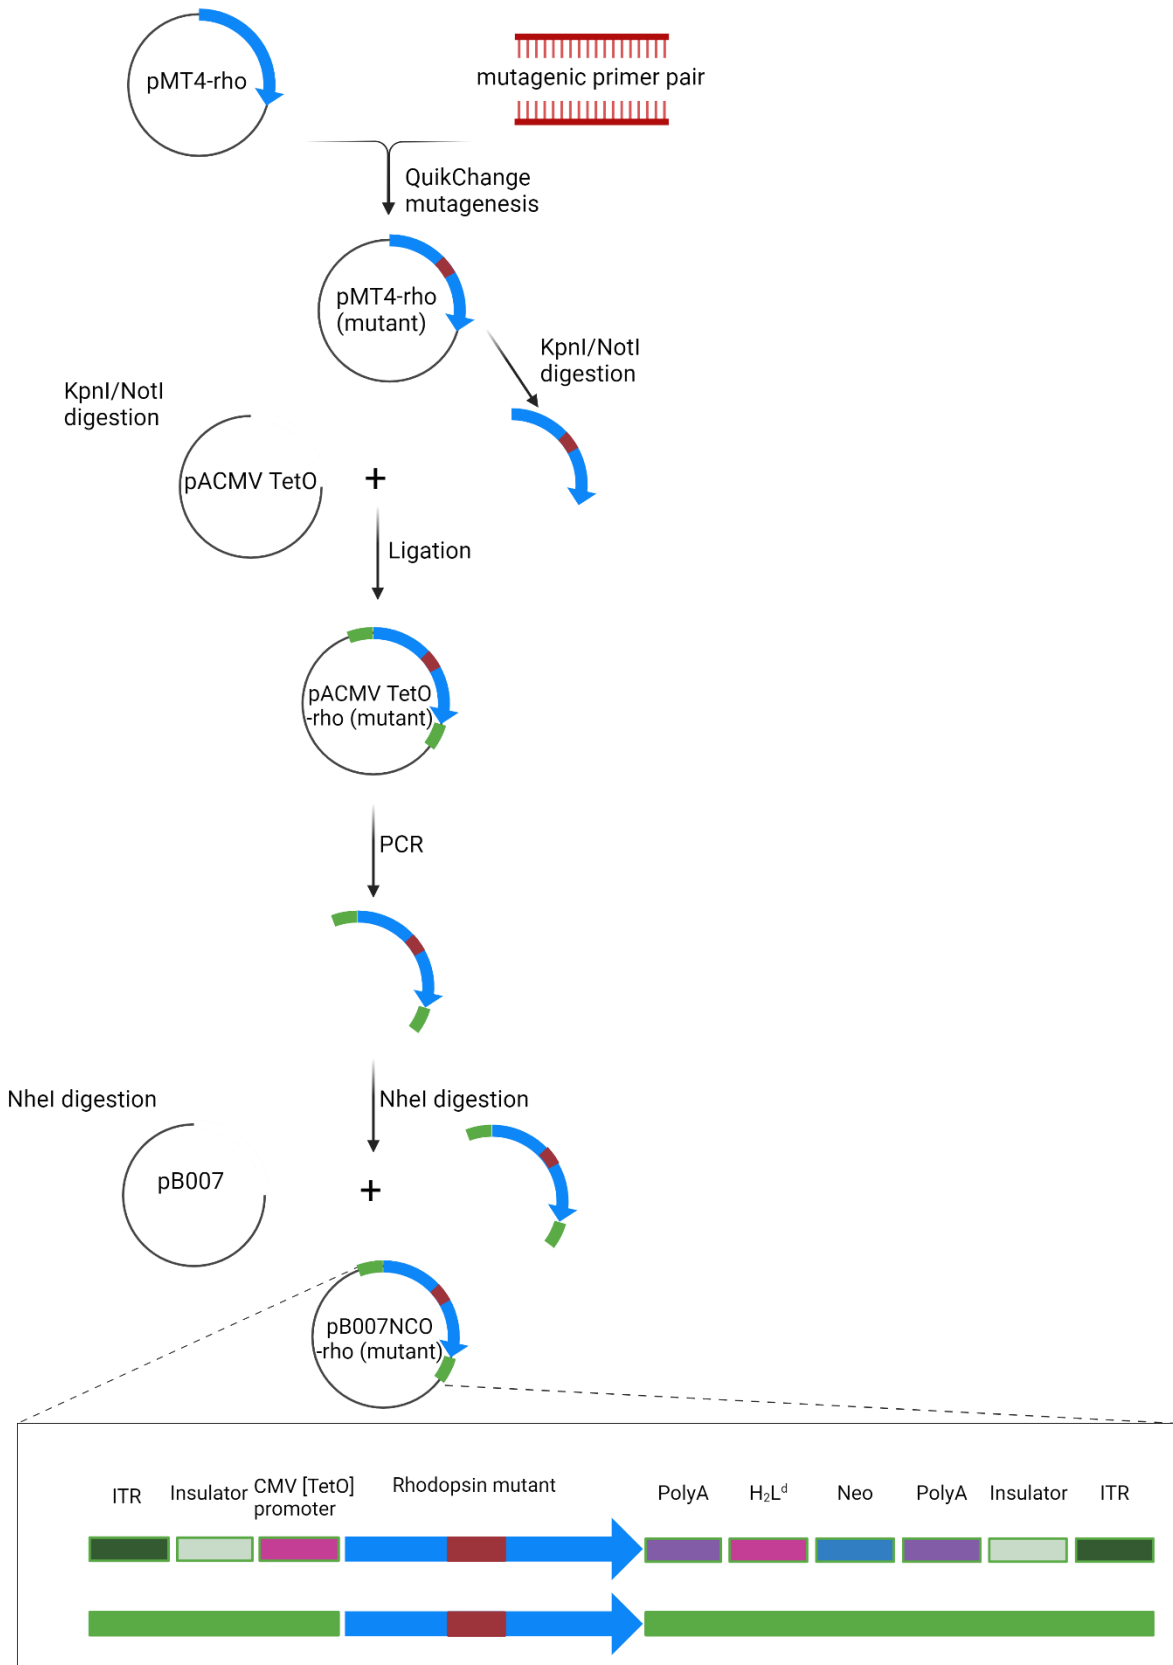 pMT4-rho
mutagenic primer pair
QuikChange
mutagenesis
pMT4-rho
(mutant)
KpnI/NotI
digestion
KpnI/NotI
digestion
pACMV TetO
+
Ligation
pACMV TetO
-rho (mutant)
PCR
NheI digestion
NheI digestion
pB007
+
pB007NCO
-rho (mutant)
ITR
Insulator
CMV [TetO]
promoter
Rhodopsin mutant
PolyA
H₂Lᵈ
Neo
PolyA
Insulator
ITR